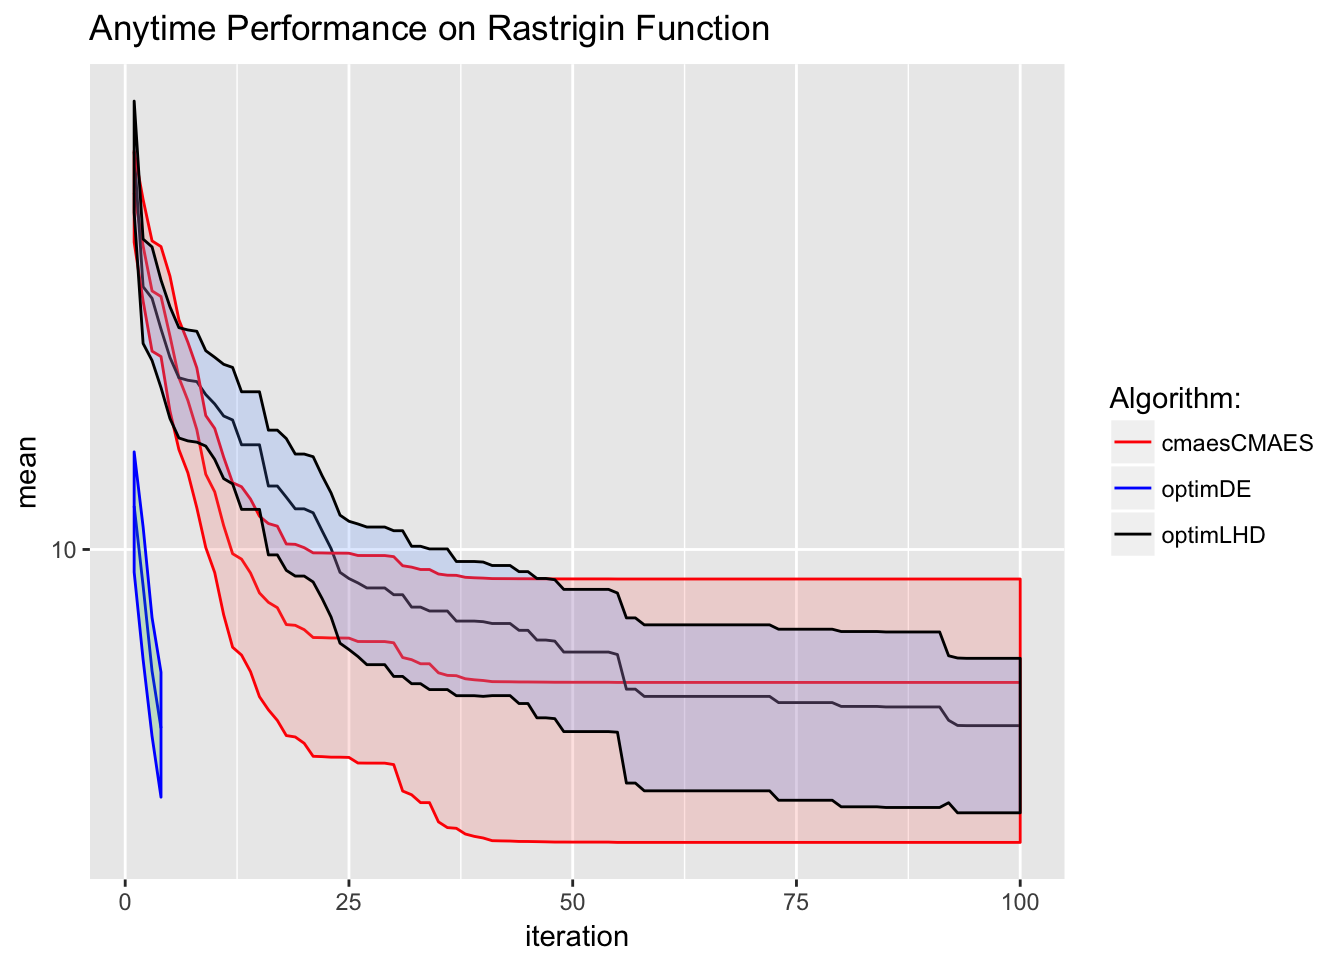 Anytime Performance on Rastrigin Function
mean
10
0 25 50 75 100
iteration
Algorithm:
cmaesCMAES
optimDE
optimLHD